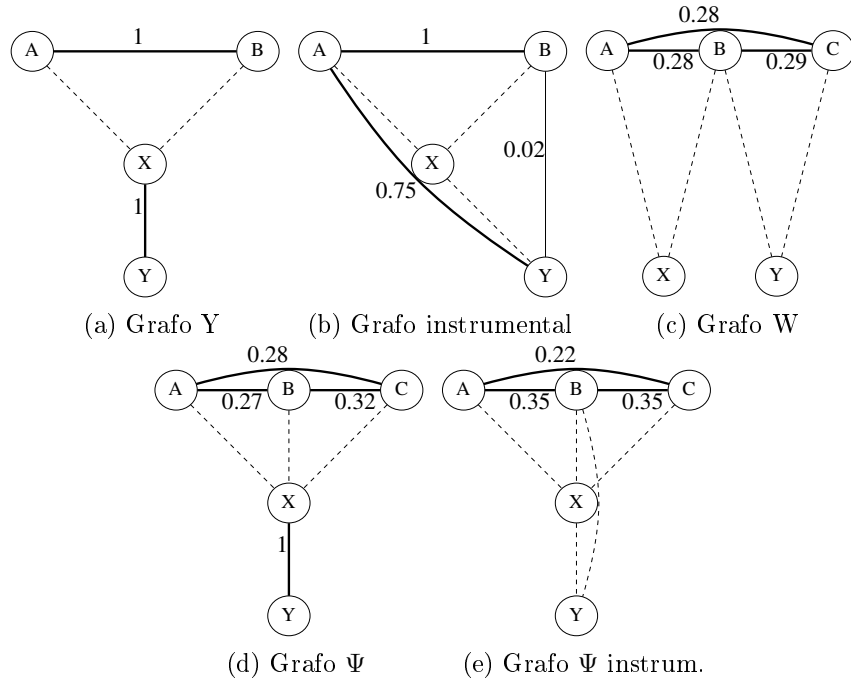 1
A
B
X
1
Y
(a) Grafo Y
1
A
B
X
0.02
0.75
Y
(b) Grafo instrumental
0.28
A
B
C
0.28
0.29
X
Y
(c) Grafo W
0.28
A
B
C
0.27
0.32
X
1
Y
(d) Grafo Ψ
0.22
A
B
C
0.35
0.35
X
Y
(e) Grafo Ψ instrum.